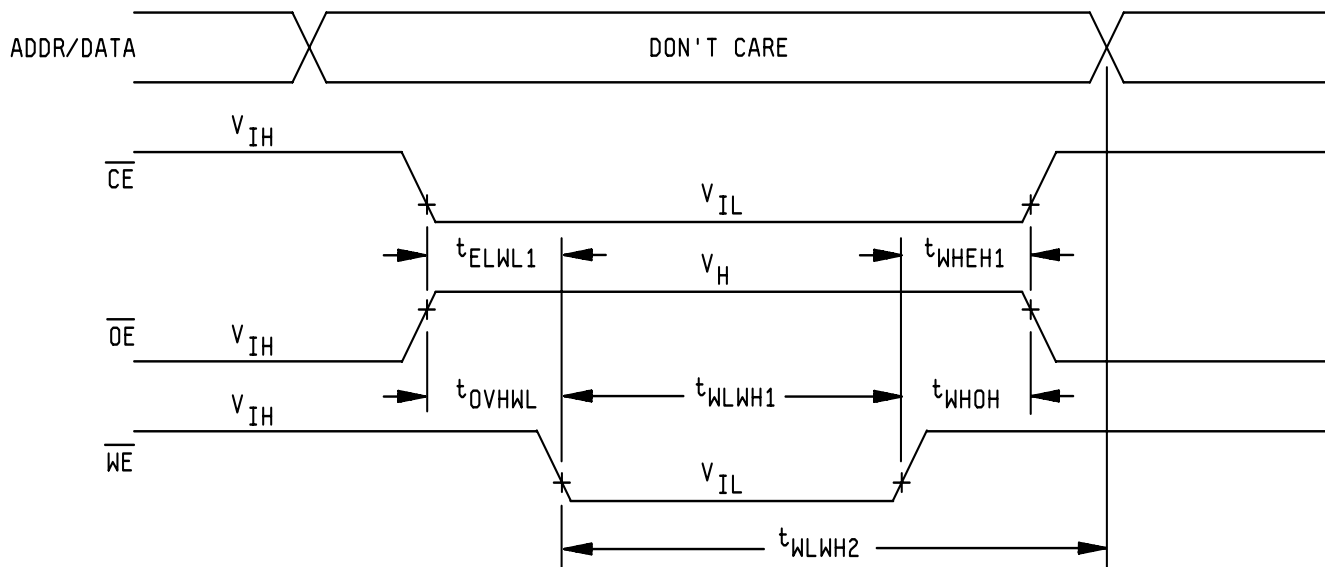 ADDR/DATA DON'T CARE
V_IH
CE
V_IL
t_ELWL1 t_WHEH1
V_H
OE
V_IH
t_OVHWL t_WLWH1 t_WHOH
V_IH
WE
V_IL
t_WLWH2